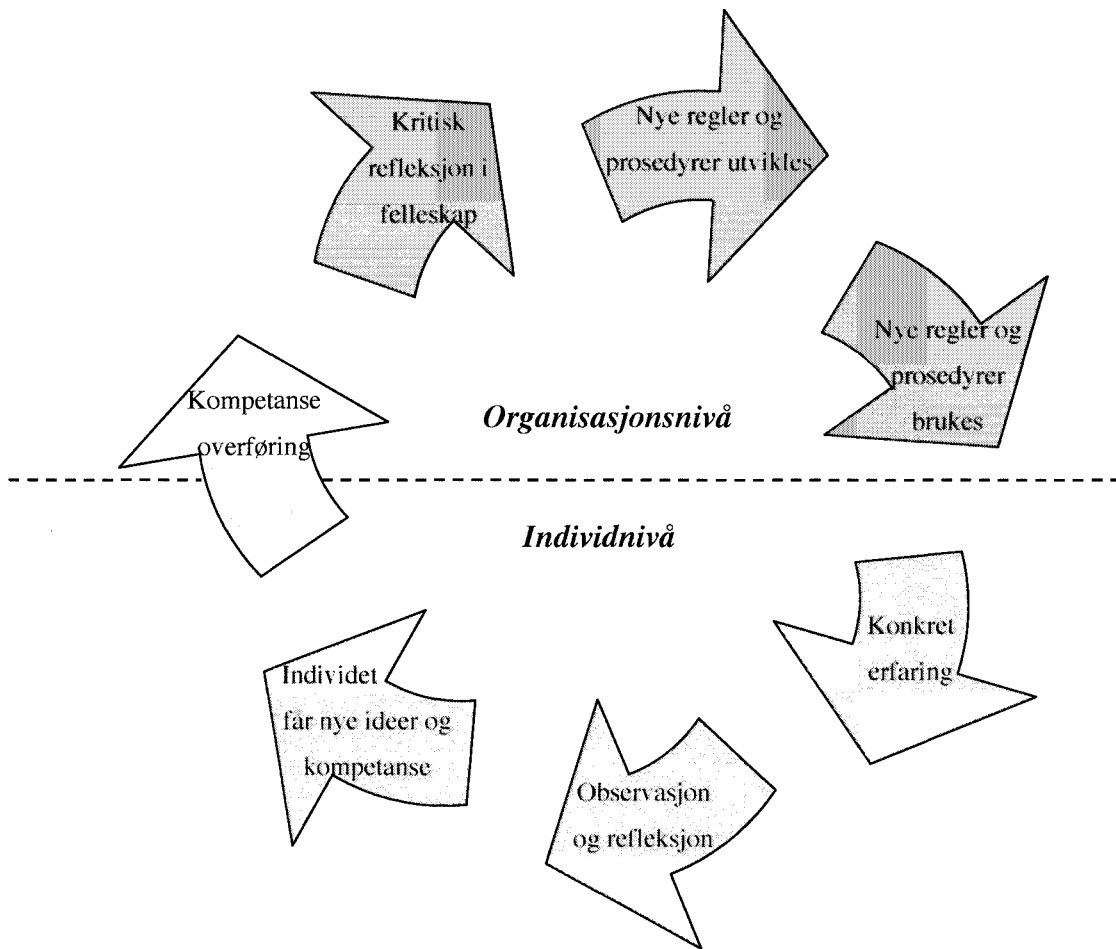 Kritisk
refleksjon i
felleskap
Nye regler og
prosedyrer utvikles
Nye regler og
prosedyrer
brukes
Kompetanse
overføring
Organisasjonsnivå
Individnivå
Konkret
erfaring
Individet
får nye ideer og
kompetanse
Observasjon
og refleksjon